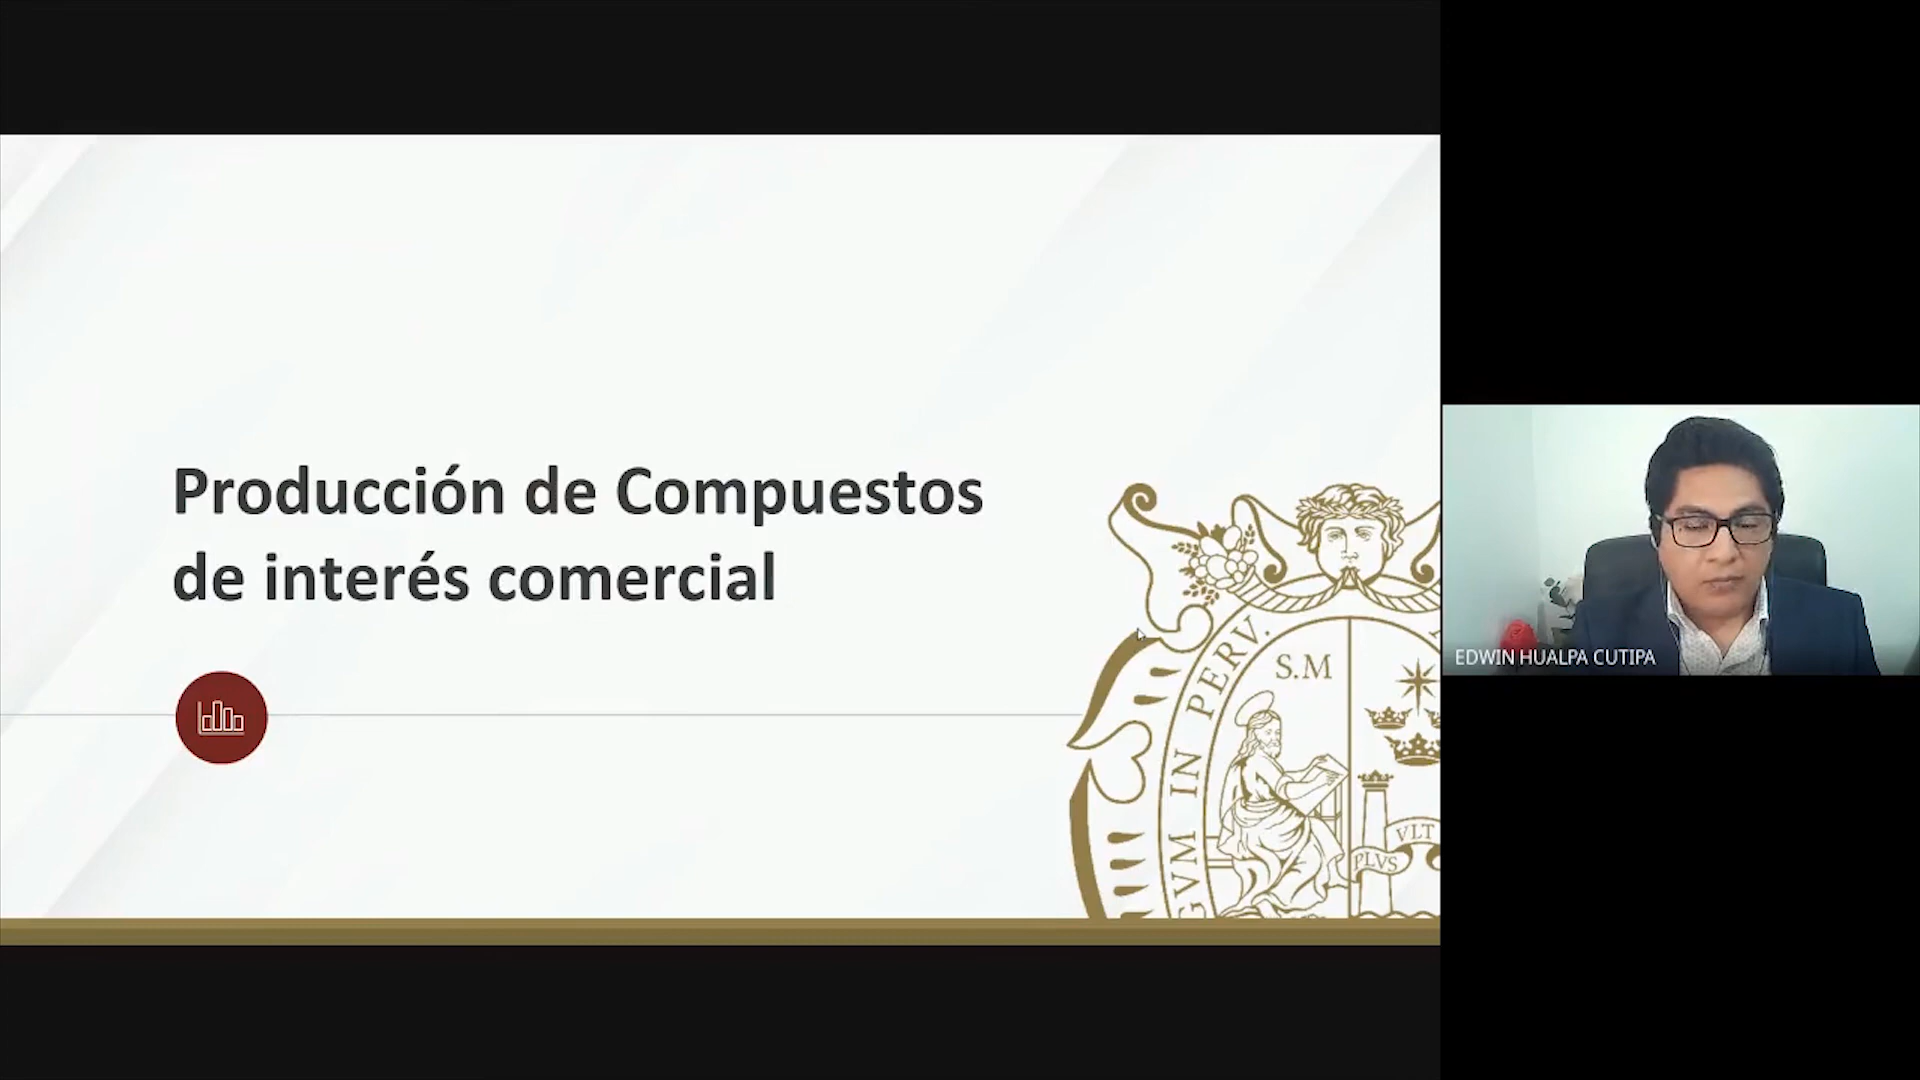 Producción de Compuestos
de interés comercial
GVM IN PERV.
S.M
PLVS
VLT
EDWIN HUALPA CUTIPA